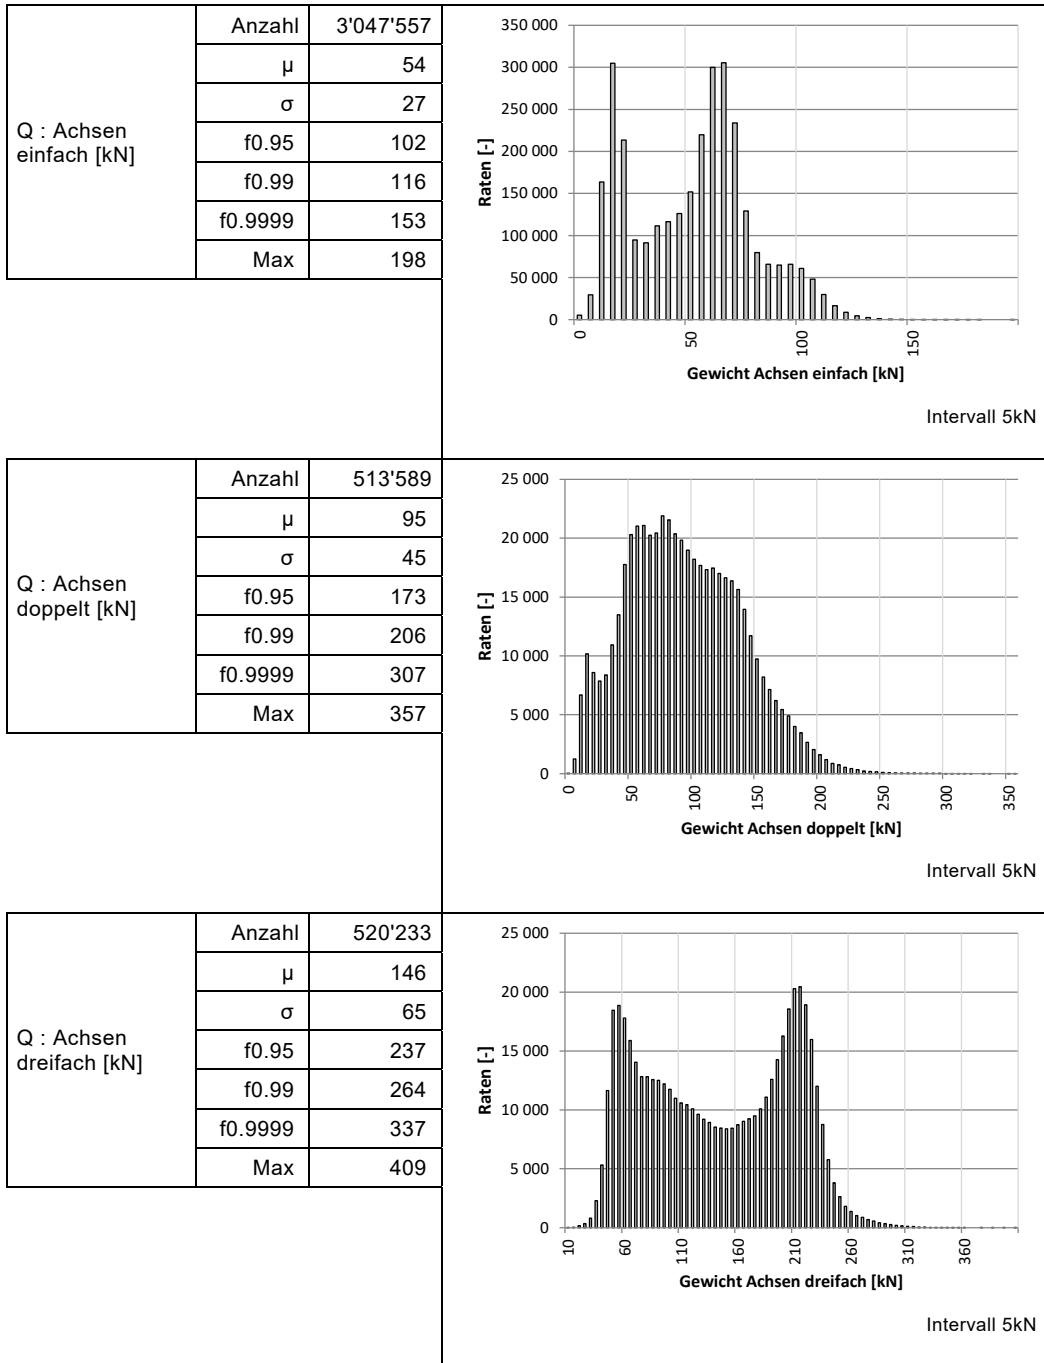 Q : Achsen
einfach [kN]
Anzahl 3'047'557
µ 54
σ 27
f0.95 102
f0.99 116
f0.9999 153
Max 198
350 000
300 000
250 000
200 000
150 000
100 000
50 000
0
Raten [-]
0 50 100 150
Gewicht Achsen einfach [kN]
Intervall 5kN
Q : Achsen
doppelt [kN]
Anzahl 513'589
µ 95
σ 45
f0.95 173
f0.99 206
f0.9999 307
Max 357
25 000
20 000
15 000
10 000
5 000
0
Raten [-]
0 50 100 150 200 250 300 350
Gewicht Achsen doppelt [kN]
Intervall 5kN
Q : Achsen
dreifach [kN]
Anzahl 520'233
µ 146
σ 65
f0.95 237
f0.99 264
f0.9999 337
Max 409
25 000
20 000
15 000
10 000
5 000
0
Raten [-]
10 60 110 160 210 260 310 360
Gewicht Achsen dreifach [kN]
Intervall 5kN